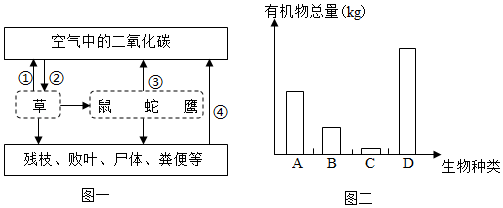 空气中的二氧化碳
① ② ③ ④
草 鼠 蛇 鹰
残枝、败叶、尸体、粪便等
图一
有机物总量(kg)
A B C D
生物种类
图二